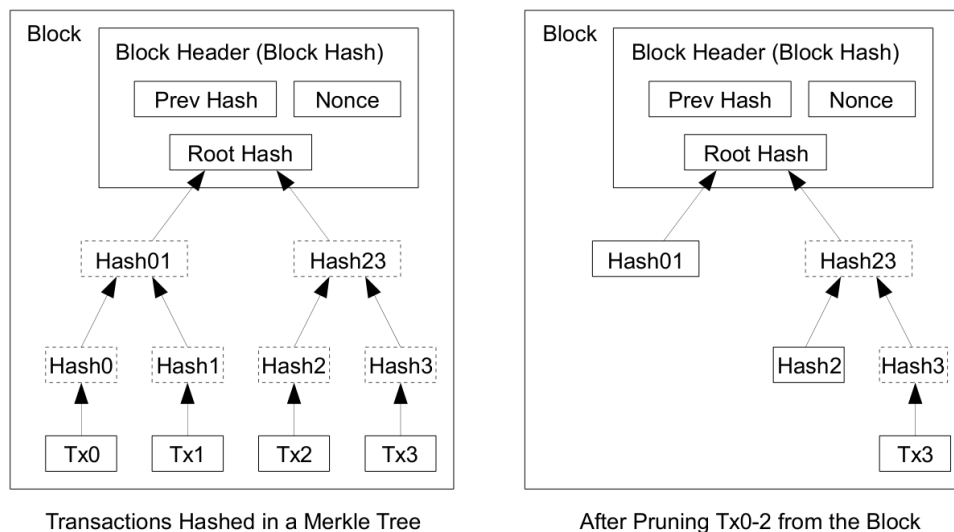 Block
Block Header (Block Hash)
Prev Hash
Nonce
Root Hash
Hash01
Hash23
Hash0
Hash1
Hash2
Hash3
Tx0
Tx1
Tx2
Tx3
Transactions Hashed in a Merkle Tree
Block
Block Header (Block Hash)
Prev Hash
Nonce
Root Hash
Hash01
Hash23
Hash2
Hash3
Tx3
After Pruning Tx0-2 from the Block